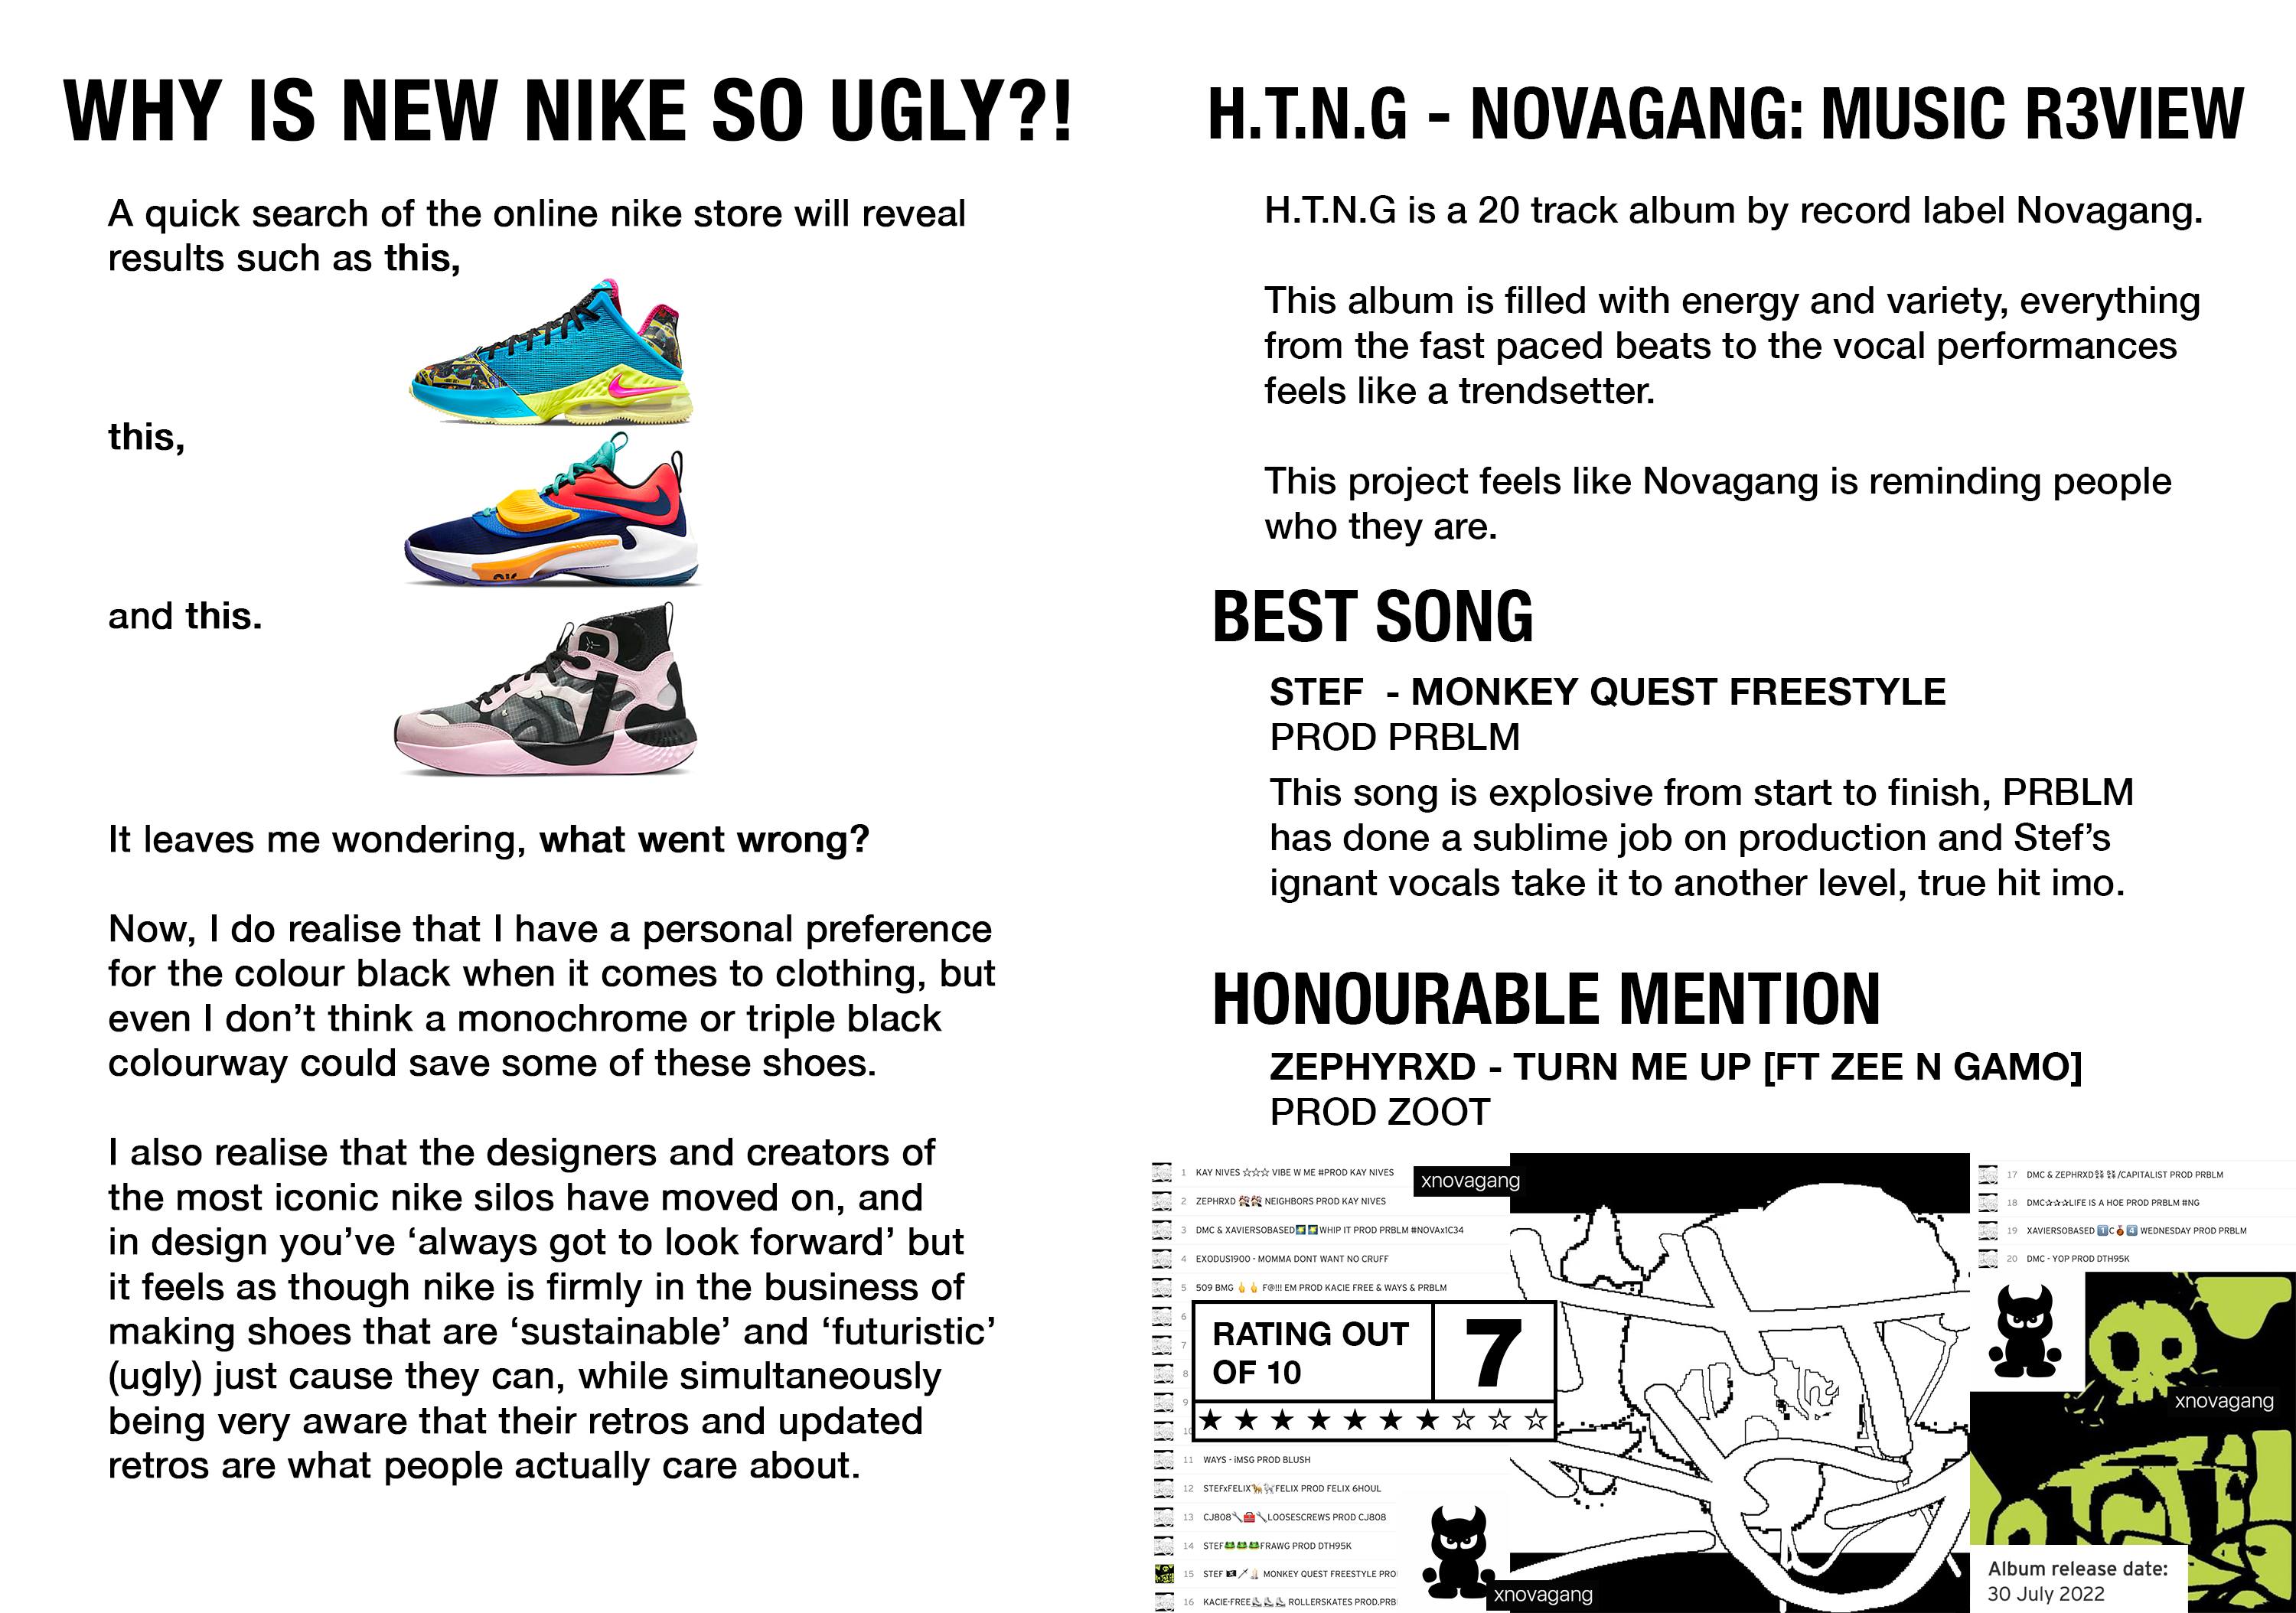 WHY IS NEW NIKE SO UGLY?!
A quick search of the online nike store will reveal
results such as this,
this,
and this.
It leaves me wondering, what went wrong?
Now, I do realise that I have a personal preference
for the colour black when it comes to clothing, but
even I don’t think a monochrome or triple black
colourway could save some of these shoes.
I also realise that the designers and creators of
the most iconic nike silos have moved on, and
in design you’ve ‘always got to look forward’ but
it feels as though nike is firmly in the business of
making shoes that are ‘sustainable’ and ‘futuristic’
(ugly) just cause they can, while simultaneously
being very aware that their retros and updated
retros are what people actually care about.
H.T.N.G - NOVAGANG: MUSIC R3VIEW
H.T.N.G is a 20 track album by record label Novagang.
This album is filled with energy and variety, everything
from the fast paced beats to the vocal performances
feels like a trendsetter.
This project feels like Novagang is reminding people
who they are.
BEST SONG
STEF - MONKEY QUEST FREESTYLE
PROD PRBLM
This song is explosive from start to finish, PRBLM
has done a sublime job on production and Stef’s
ignant vocals take it to another level, true hit imo.
HONOURABLE MENTION
ZEPHYRXD - TURN ME UP [FT ZEE N GAMO]
PROD ZOOT
1 KAY NIVES ☆☆☆ VIBE W ME #PROD KAY NIVES
2 ZEPHRXD NEIGHBORS PROD KAY NIVES
3 DMC & XAVIERSOBASED WHIP IT PROD PRBLM #NOVAx1C34
4 EXODUS1900 - MOMMA DONT WANT NO CRUFF
5 509 BMG F@!!! EM PROD KACIE FREE & WAYS & PRBLM
6
7
8
9
10
RATING OUT
OF 10
7
★ ★ ★ ★ ★ ★ ★ ☆ ☆ ☆
11 WAYS - iMSG PROD BLUSH
12 STEFxFELIX FELIX PROD FELIX 6HOUL
13 CJ808 LOOSESCREWS PROD CJ808
14 STEF FRAWG PROD DTH95K
15 STEF MONKEY QUEST FREESTYLE PRO
16 KACIE-FREE ROLLERSKATES PROD.PRB
xnovagang
xnovagang
17 DMC & ZEPHRXD /CAPITALIST PROD PRBLM
18 DMC☆☆☆LIFE IS A HOE PROD PRBLM #NG
19 XAVIERSOBASED 1C 4 WEDNESDAY PROD PRBLM
20 DMC - YOP PROD DTH95K
xnovagang
Album release date:
30 July 2022